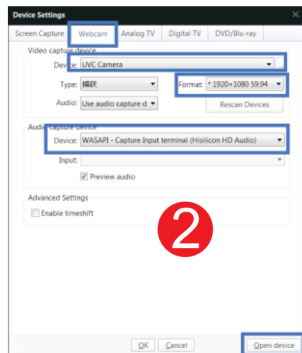 Device Settings
Screen Capture Webcam Analog TV Digital TV DVD/Blu-ray
Video capture device
Device: UVC Camera
Type: Format: * 1920×1080 59.94
Audio: Use audio capture d Rescan Devices
Audio capture device
Device: WASAPI - Capture Input terminal (Hisilicon HD Audio)
Input:
Preview audio
Advanced Settings
Enable timeshift
2
OK Cancel Open device